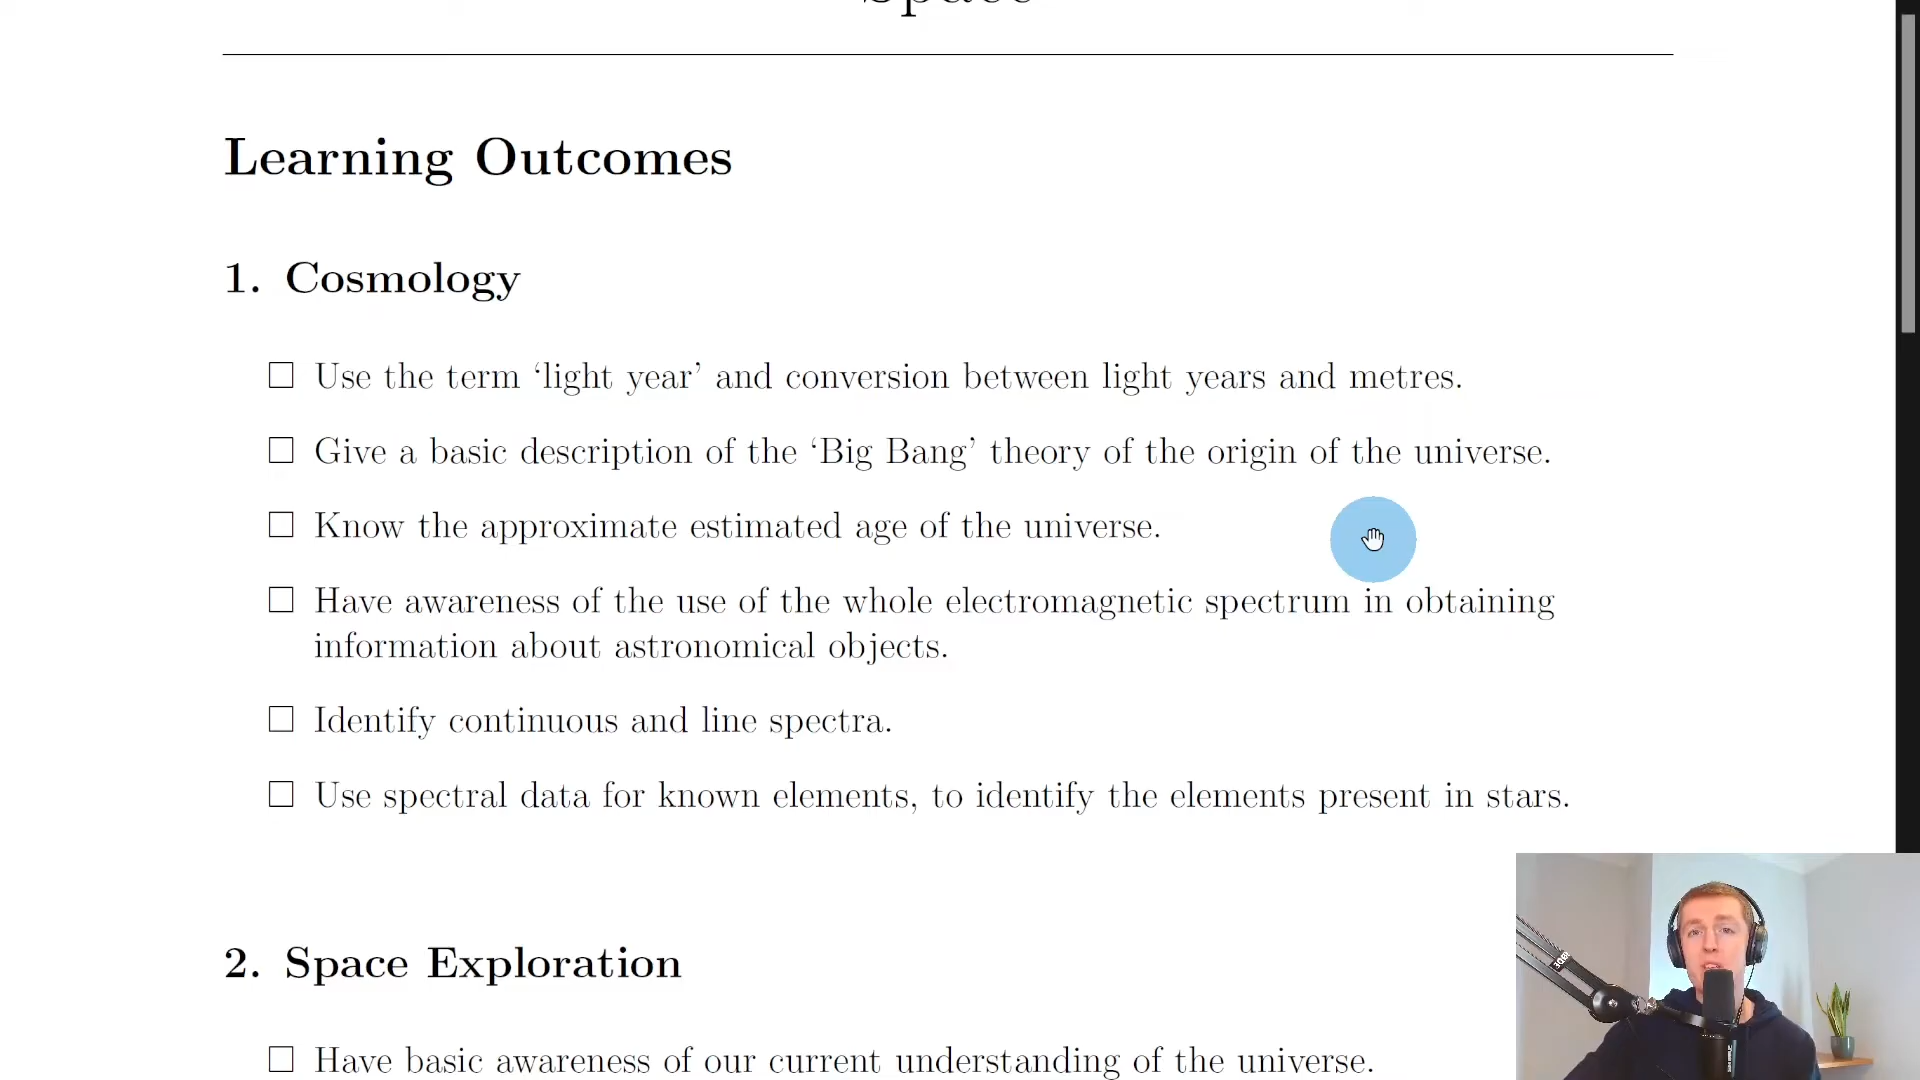 Space
Learning Outcomes
1. Cosmology
☐ Use the term ‘light year’ and conversion between light years and metres.
☐ Give a basic description of the ‘Big Bang’ theory of the origin of the universe.
☐ Know the approximate estimated age of the universe.
☐ Have awareness of the use of the whole electromagnetic spectrum in obtaining
information about astronomical objects.
☐ Identify continuous and line spectra.
☐ Use spectral data for known elements, to identify the elements present in stars.
2. Space Exploration
☐ Have basic awareness of our current understanding of the universe.